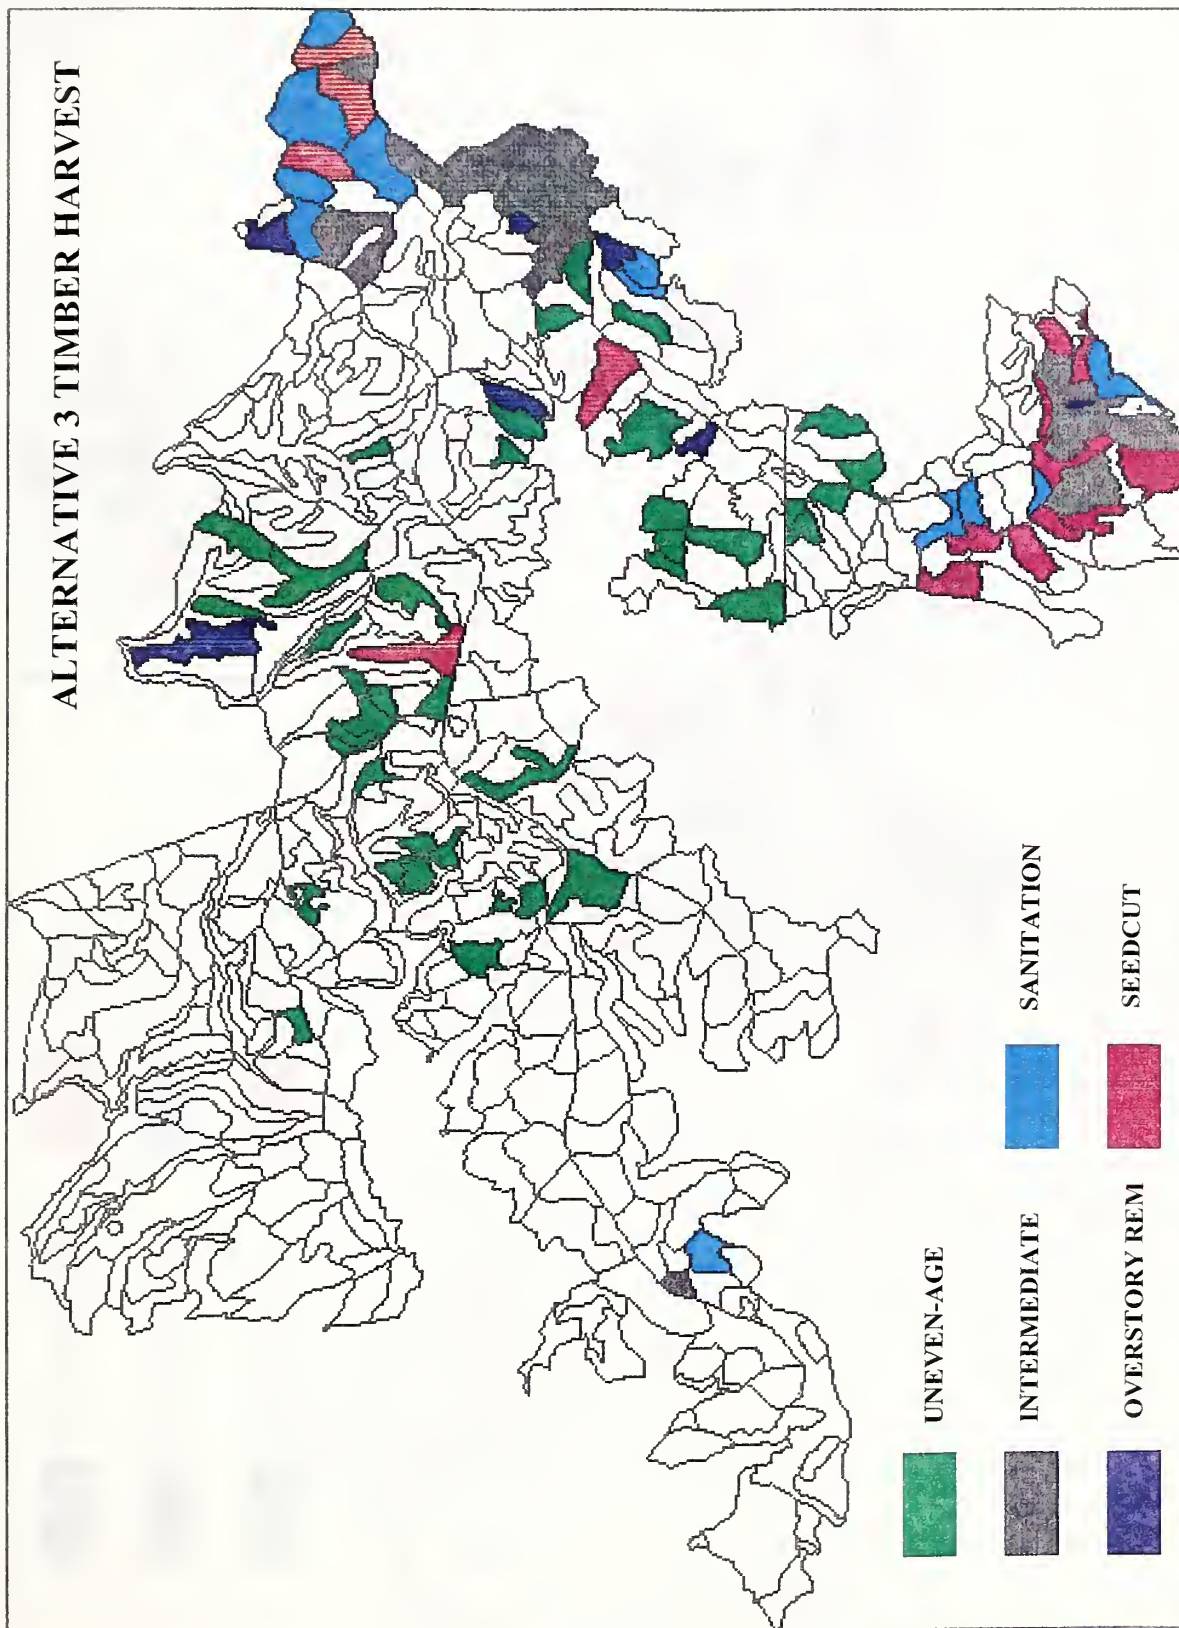 ALTERNATIVE 3 TIMBER HARVEST
UNEVEN-AGE
INTERMEDIATE
SANITATION
OVERSTORY REM
SEEDCUT